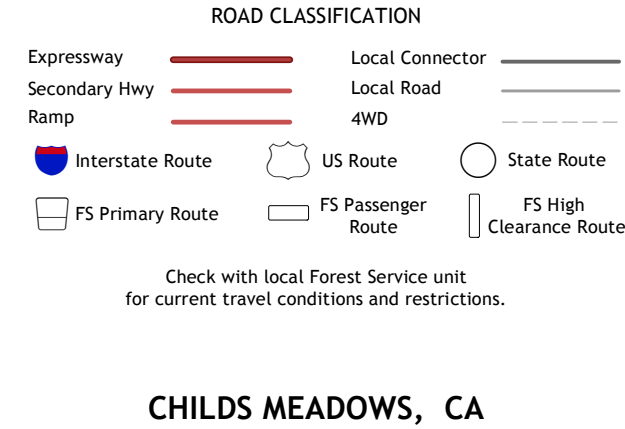 ROAD CLASSIFICATION
Expressway
Local Connector
Secondary Hwy
Local Road
Ramp
4WD
Interstate Route
US Route
State Route
FS Primary Route
FS Passenger
Route
FS High
Clearance Route
Check with local Forest Service unit
for current travel conditions and restrictions.
CHILDS MEADOWS, CA